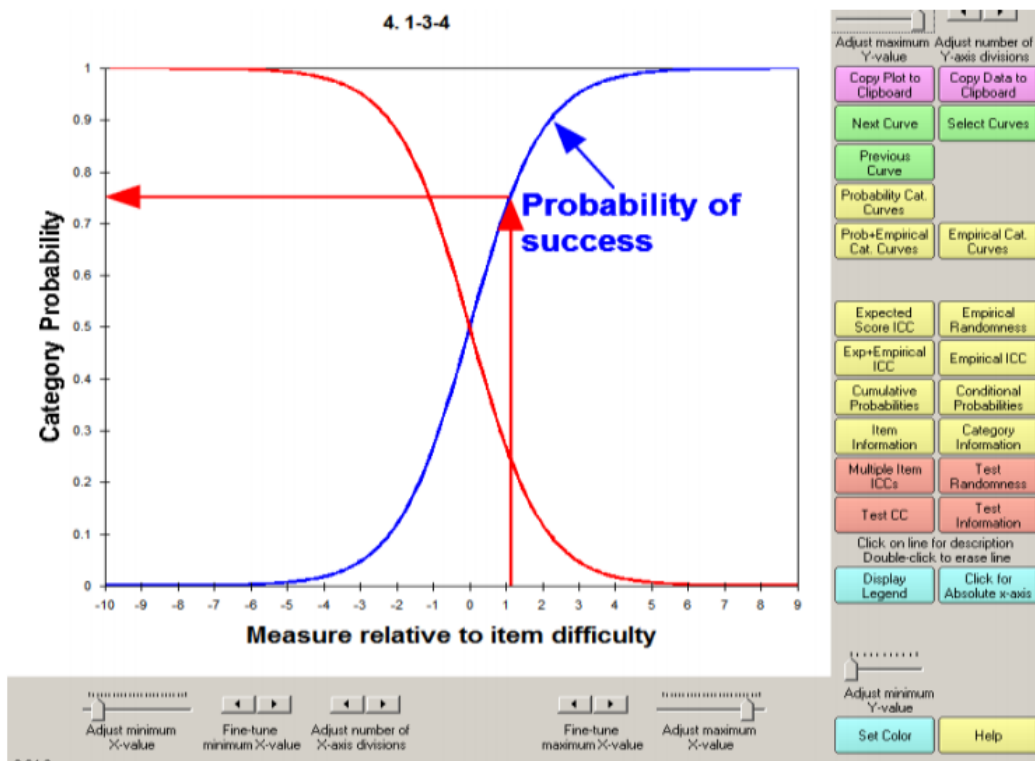 4. 1-3-4
Adjust maximum
Y-value
Adjust number of
Y-axis divisions
Copy Plot to
Clipboard
Copy Data to
Clipboard
Next Curve
Select Curves
Previous
Curve
Probability Cat.
Curves
Prob+Empirical
Cat. Curves
Empirical Cat.
Curves
Expected
Score ICC
Empirical
Randomness
Exp+Empirical
ICC
Empirical ICC
Cumulative
Probabilities
Conditional
Probabilities
Item
Information
Category
Information
Multiple Item
ICCs
Test
Randomness
Test CC
Test
Information
Click on line for description
Double-click to erase line
Display
Legend
Click for
Absolute x-axis
Adjust minimum
Y-value
Set Color
Help
Category Probability
1
0.9
0.8
0.7
0.6
0.5
0.4
0.3
0.2
0.1
0
Probability of
success
-10 -9 -8 -7 -6 -5 -4 -3 -2 -1 0 1 2 3 4 5 6 7 8 9
Measure relative to item difficulty
Adjust minimum
X-value
Fine-tune
minimum X-value
Adjust number of
X-axis divisions
Fine-tune
maximum X-value
Adjust maximum
X-value